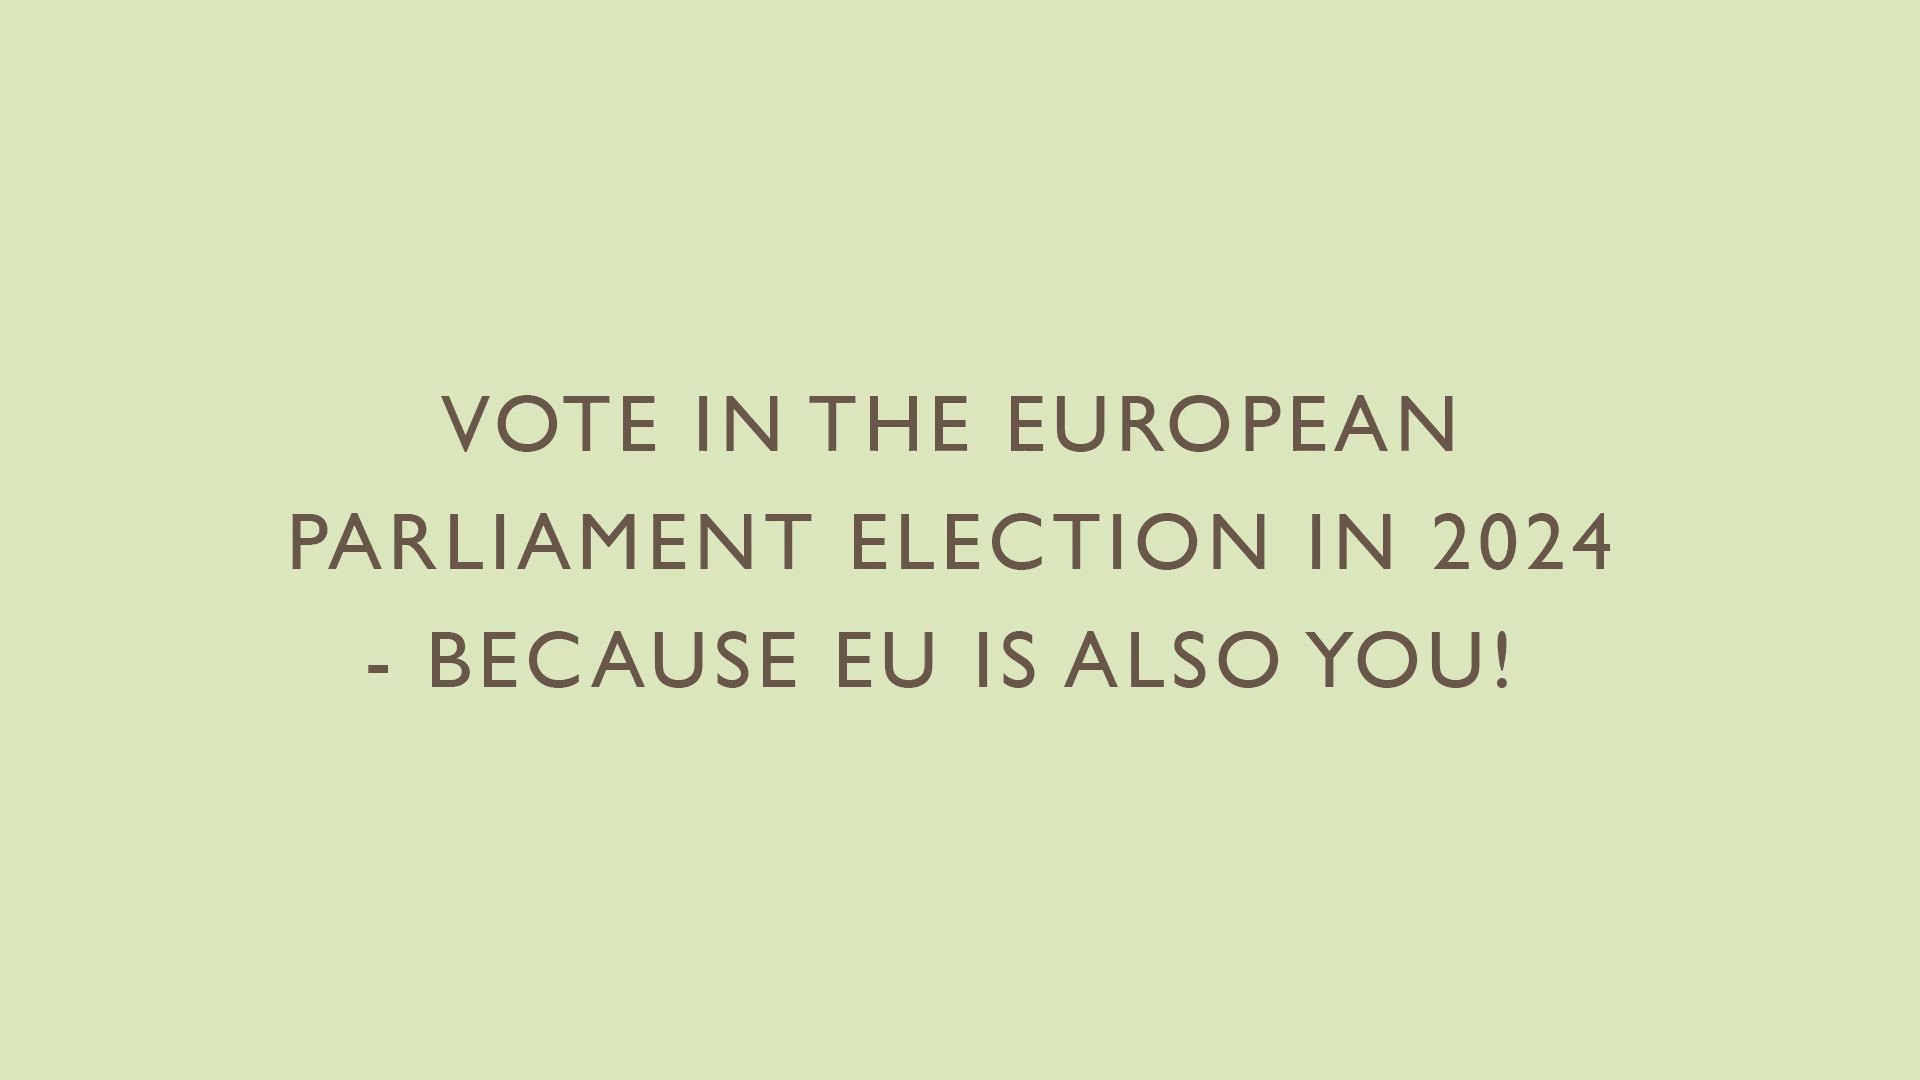 VOTE IN THE EUROPEAN
PARLIAMENT ELECTION IN 2024
- BECAUSE EU IS ALSO YOU!